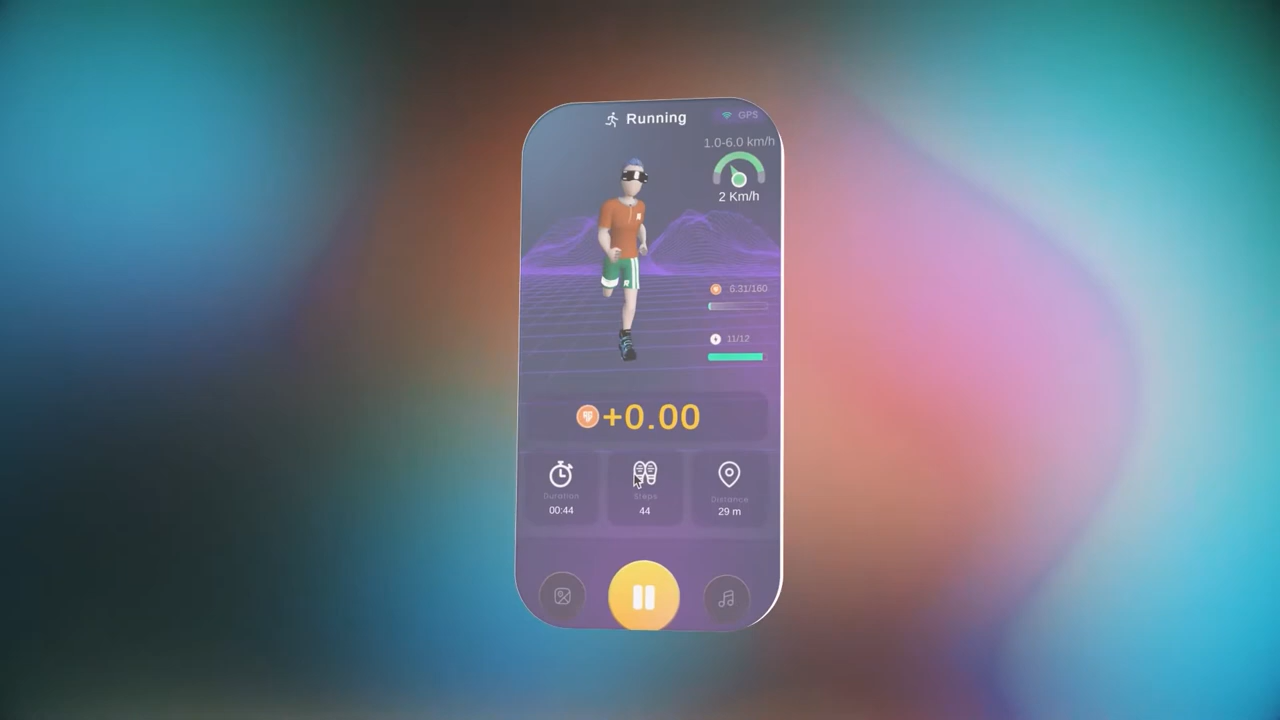 Running
GPS
1.0-6.0 km/h
2 Km/h
6.31/160
11/12
+0.00
Duration
Steps
Distance
00:44
44
29 m